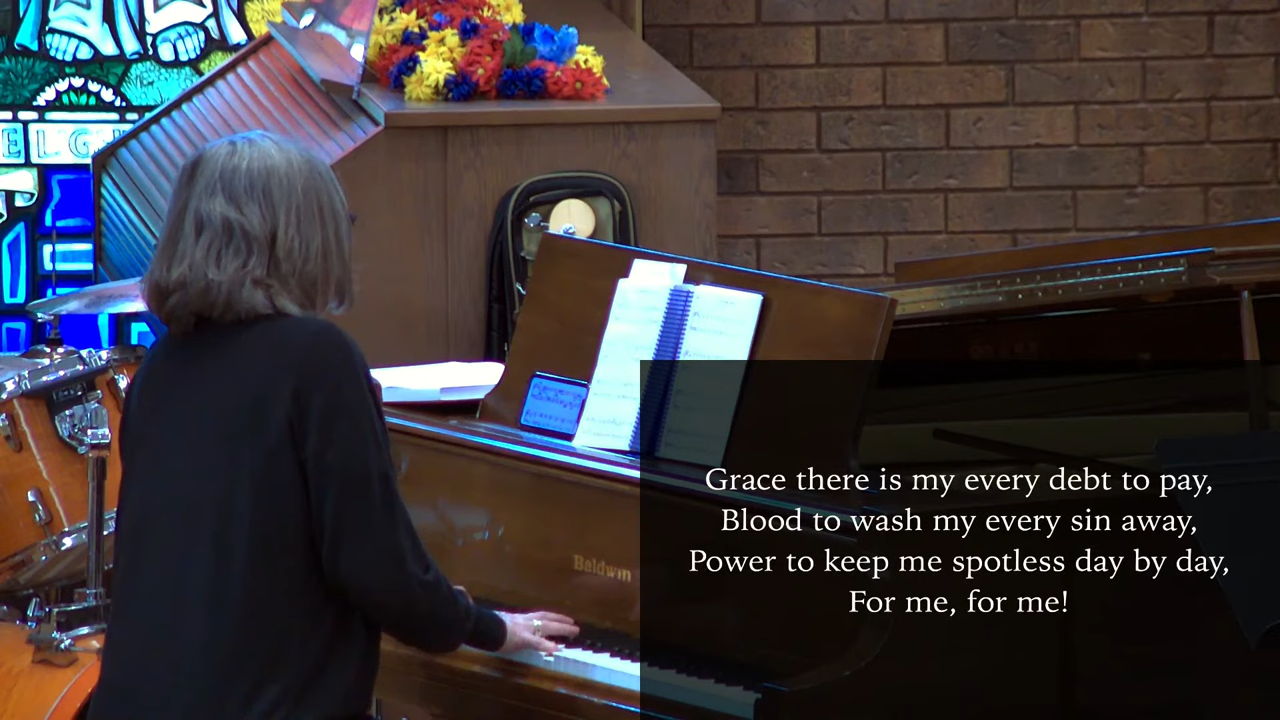 E LIGH
Baldwin
Grace there is my every debt to pay,
Blood to wash my every sin away,
Power to keep me spotless day by day,
For me, for me!